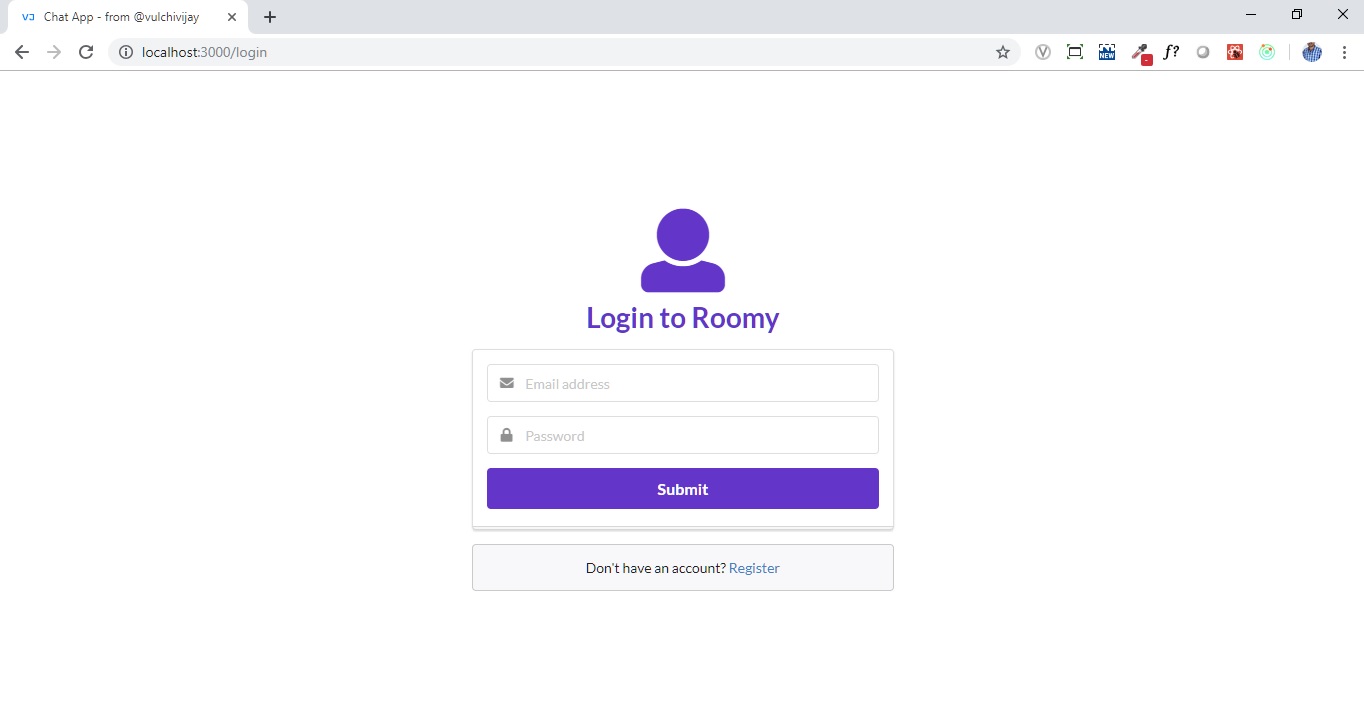 VJ Chat App - from @vulchivijay
localhost:3000/login
NEW
f?
Login to Roomy
Email address
Password
Submit
Don't have an account? Register